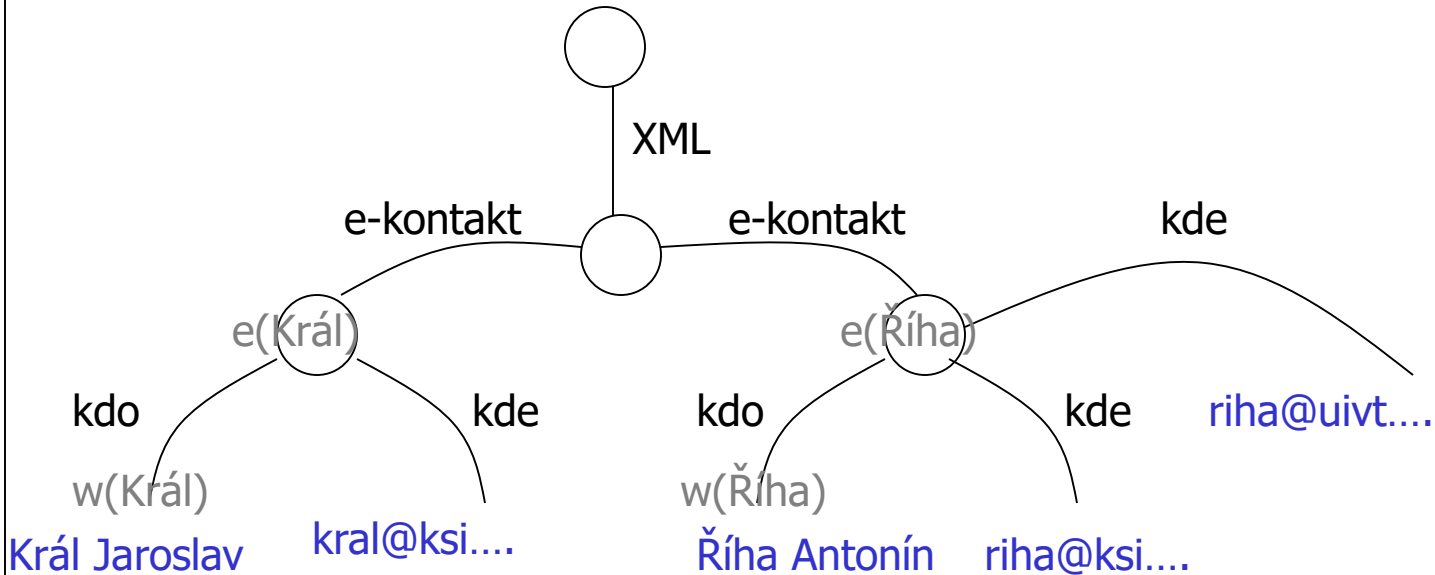 XML
e-kontakt e-kontakt kde
e(Král) e(Říha)
kdo kde kdo kde riha@uivt….
w(Král) w(Říha)
Král Jaroslav kral@ksi…. Říha Antonín riha@ksi….